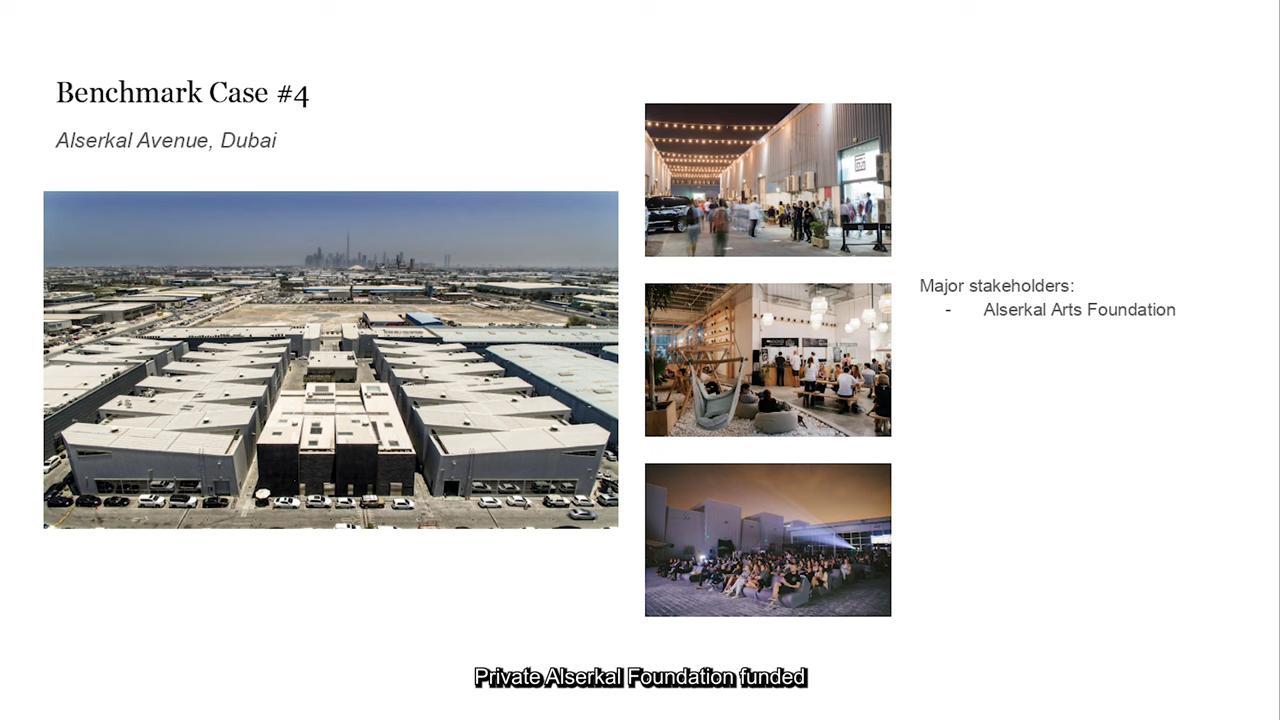 Benchmark Case #4
Alserkal Avenue, Dubai
Major stakeholders:
- Alserkal Arts Foundation
Private Alserkal Foundation funded